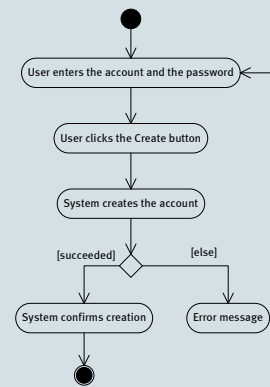 User enters the account and the password
User clicks the Create button
System creates the account
[succeeded]
[else]
System confirms creation
Error message